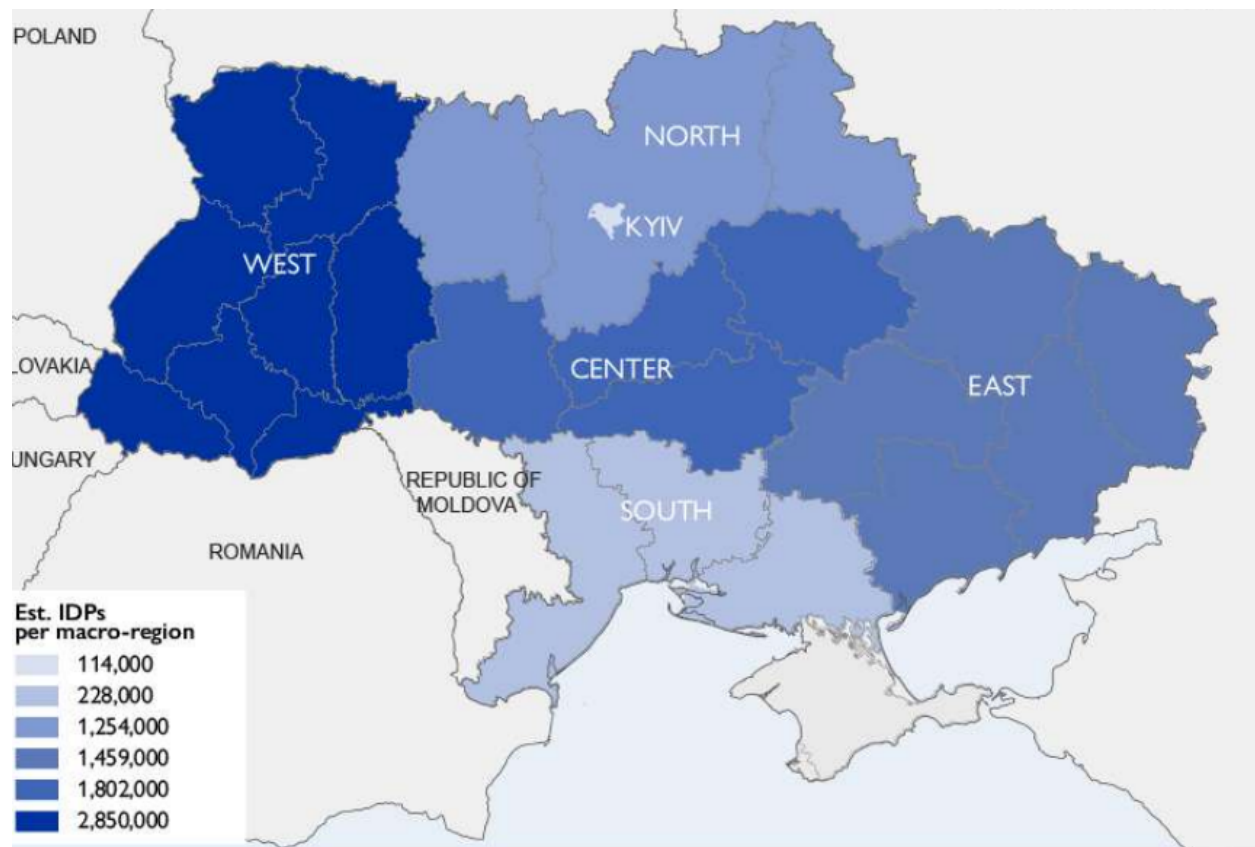 POLAND
NORTH
KYIV
WEST
LOVAKIA
CENTER
EAST
UNGARY
REPUBLIC OF
MOLDOVA
SOUTH
ROMANIA
Est. IDPs
per macro-region
114,000
228,000
1,254,000
1,459,000
1,802,000
2,850,000